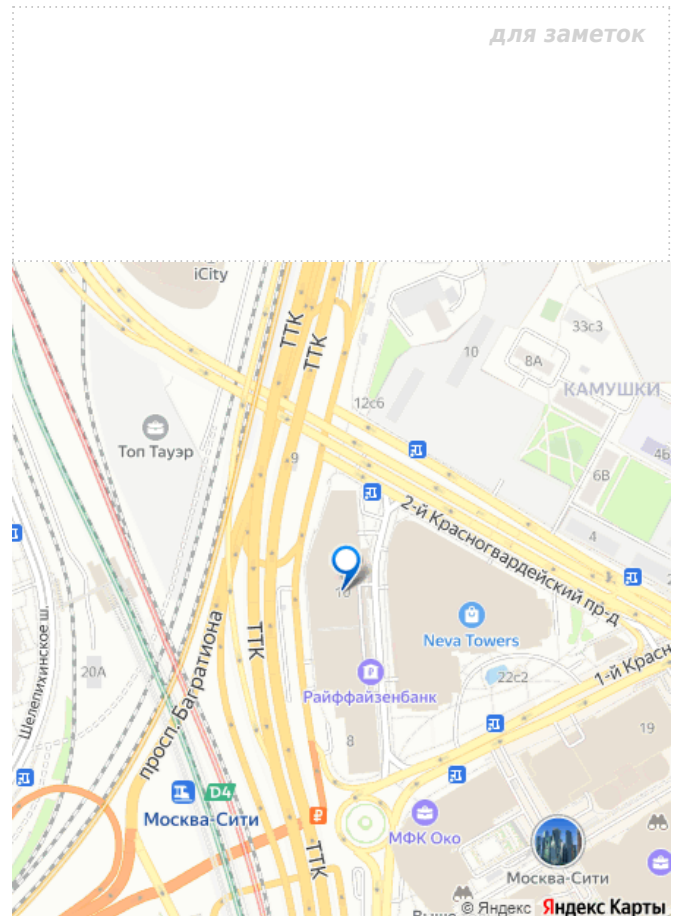 для заметок
iCity
ТТК
ТТК
33с3
10
8А
КАМУШКИ
12с6
Топ Тауэр
9
6В
4Б
2-й Красногвардейский пр-д
4
16
Шелепихинское ш.
просп. Багратиона
ТТК
Neva Towers
20А
22с2
1-й Красн
Райффайзенбанк
8
19
D4
Москва-Сити
₽
МФК Око
ТТК
Москва-Сити
© Яндекс Яндекс Карты